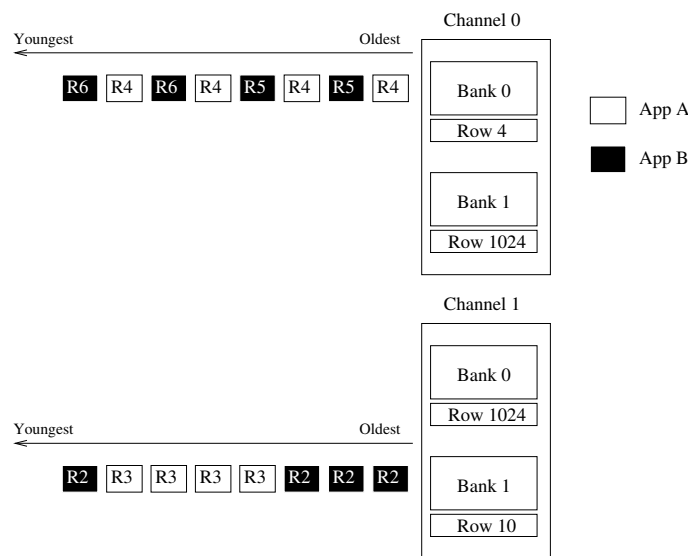 Channel 0
Youngest Oldest
R6 R4 R6 R4 R5 R4 R5 R4
Bank 0
Row 4
App A
App B
Bank 1
Row 1024
Channel 1
Bank 0
Row 1024
Youngest Oldest
R2 R3 R3 R3 R3 R2 R2 R2
Bank 1
Row 10